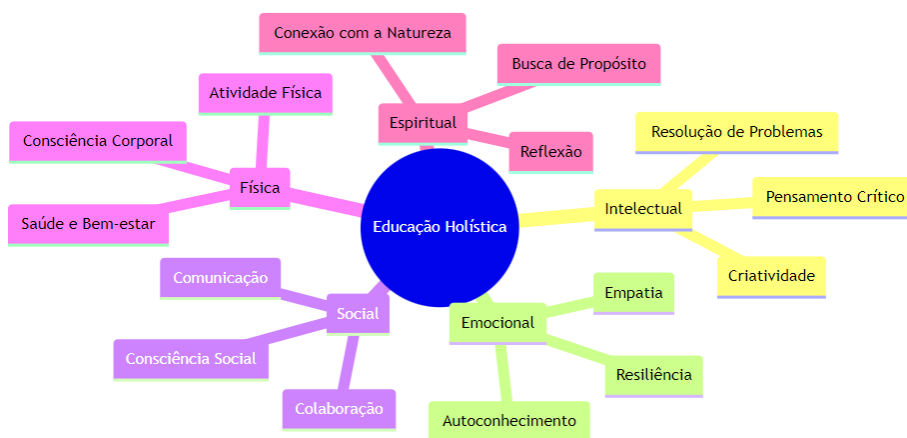 Conexão com a Natureza
Busca de Propósito
Atividade Física
Espiritual
Resolução de Problemas
Consciência Corporal
Reflexão
Física
Pensamento Crítico
Intelectual
Saúde e Bem-estar
Educação Holística
Comunicação
Criatividade
Empatia
Social
Emocional
Consciência Social
Resiliência
Colaboração
Autoconhecimento